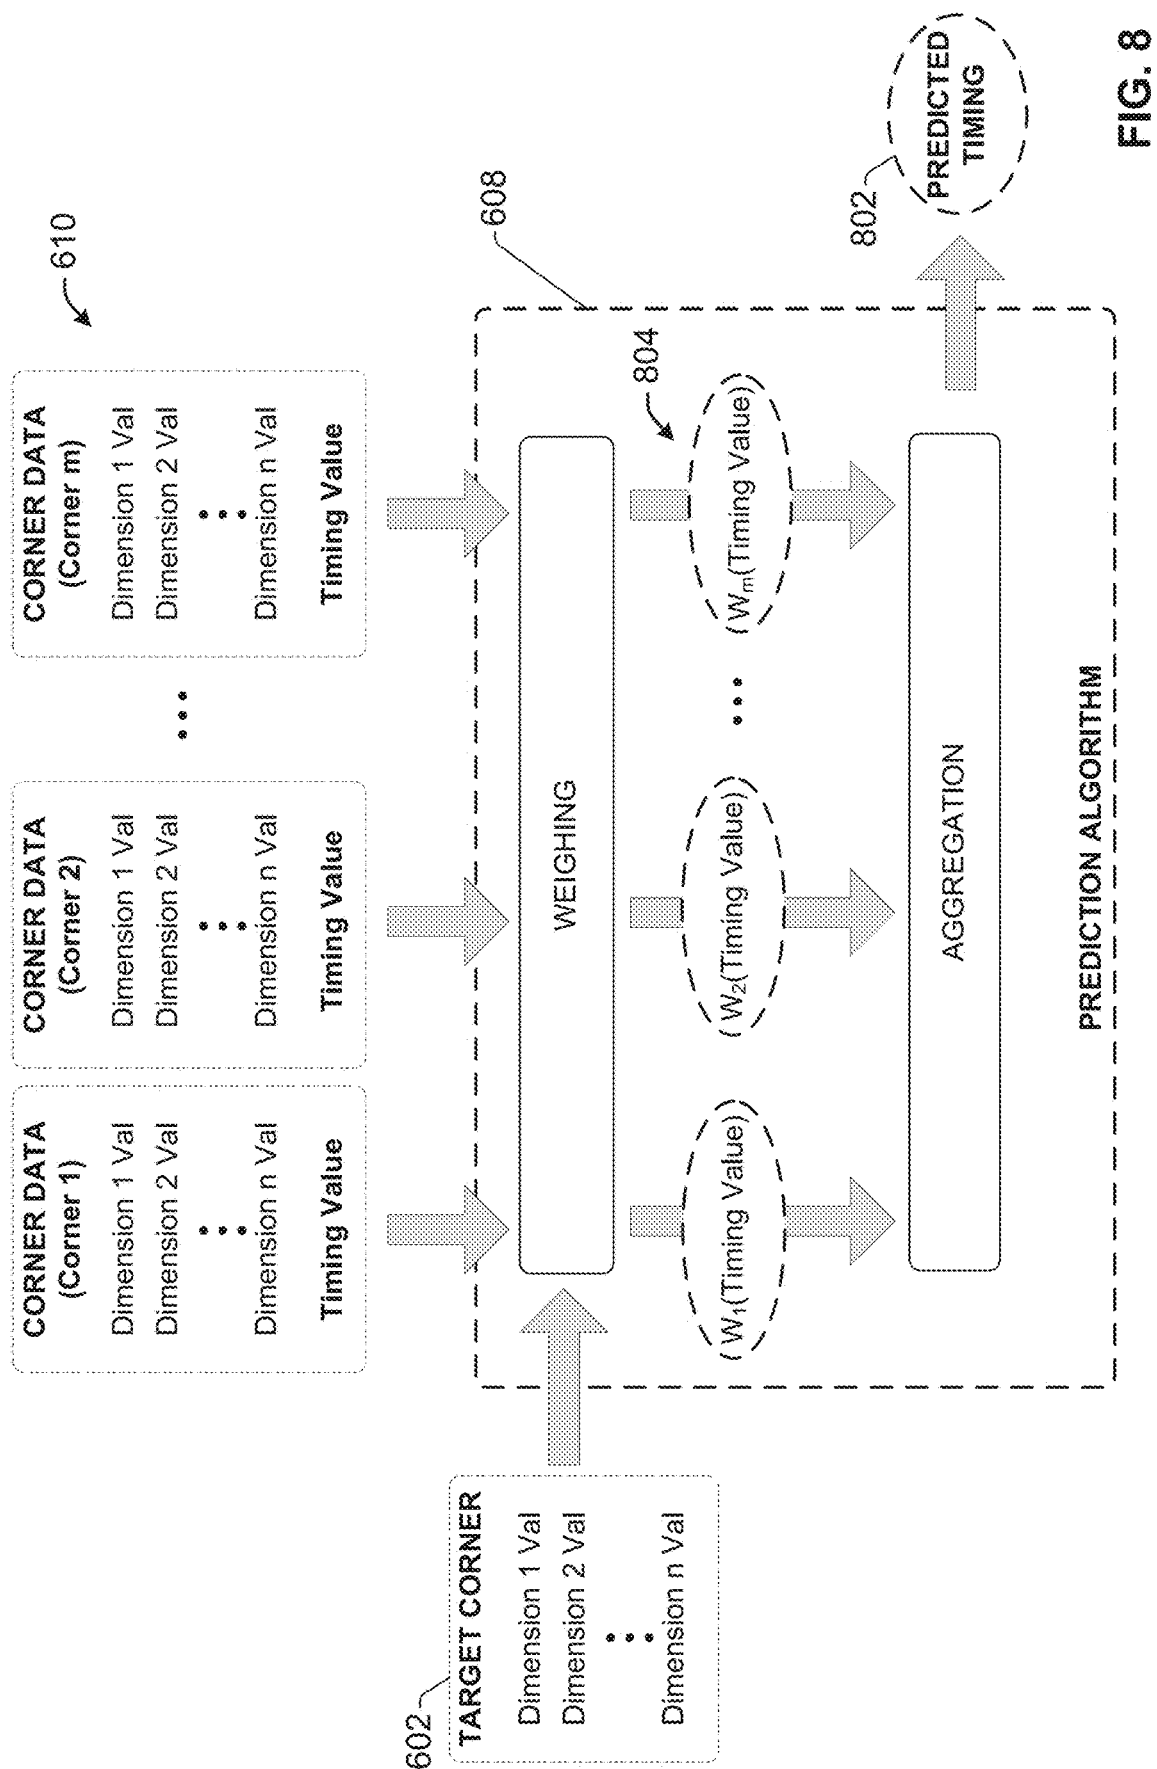 610
CORNER DATA
(Corner 1)
Dimension 1 Val
Dimension 2 Val
Dimension n Val
Timing Value
CORNER DATA
(Corner 2)
Dimension 1 Val
Dimension 2 Val
Dimension n Val
Timing Value
CORNER DATA
(Corner m)
Dimension 1 Val
Dimension 2 Val
Dimension n Val
Timing Value
602
TARGET CORNER
Dimension 1 Val
Dimension 2 Val
Dimension n Val
608
WEIGHING
804
(W₁(Timing Value)
(W₂(Timing Value)
(Wₘ(Timing Value)
AGGREGATION
PREDICTION ALGORITHM
802
PREDICTED
TIMING
FIG. 8